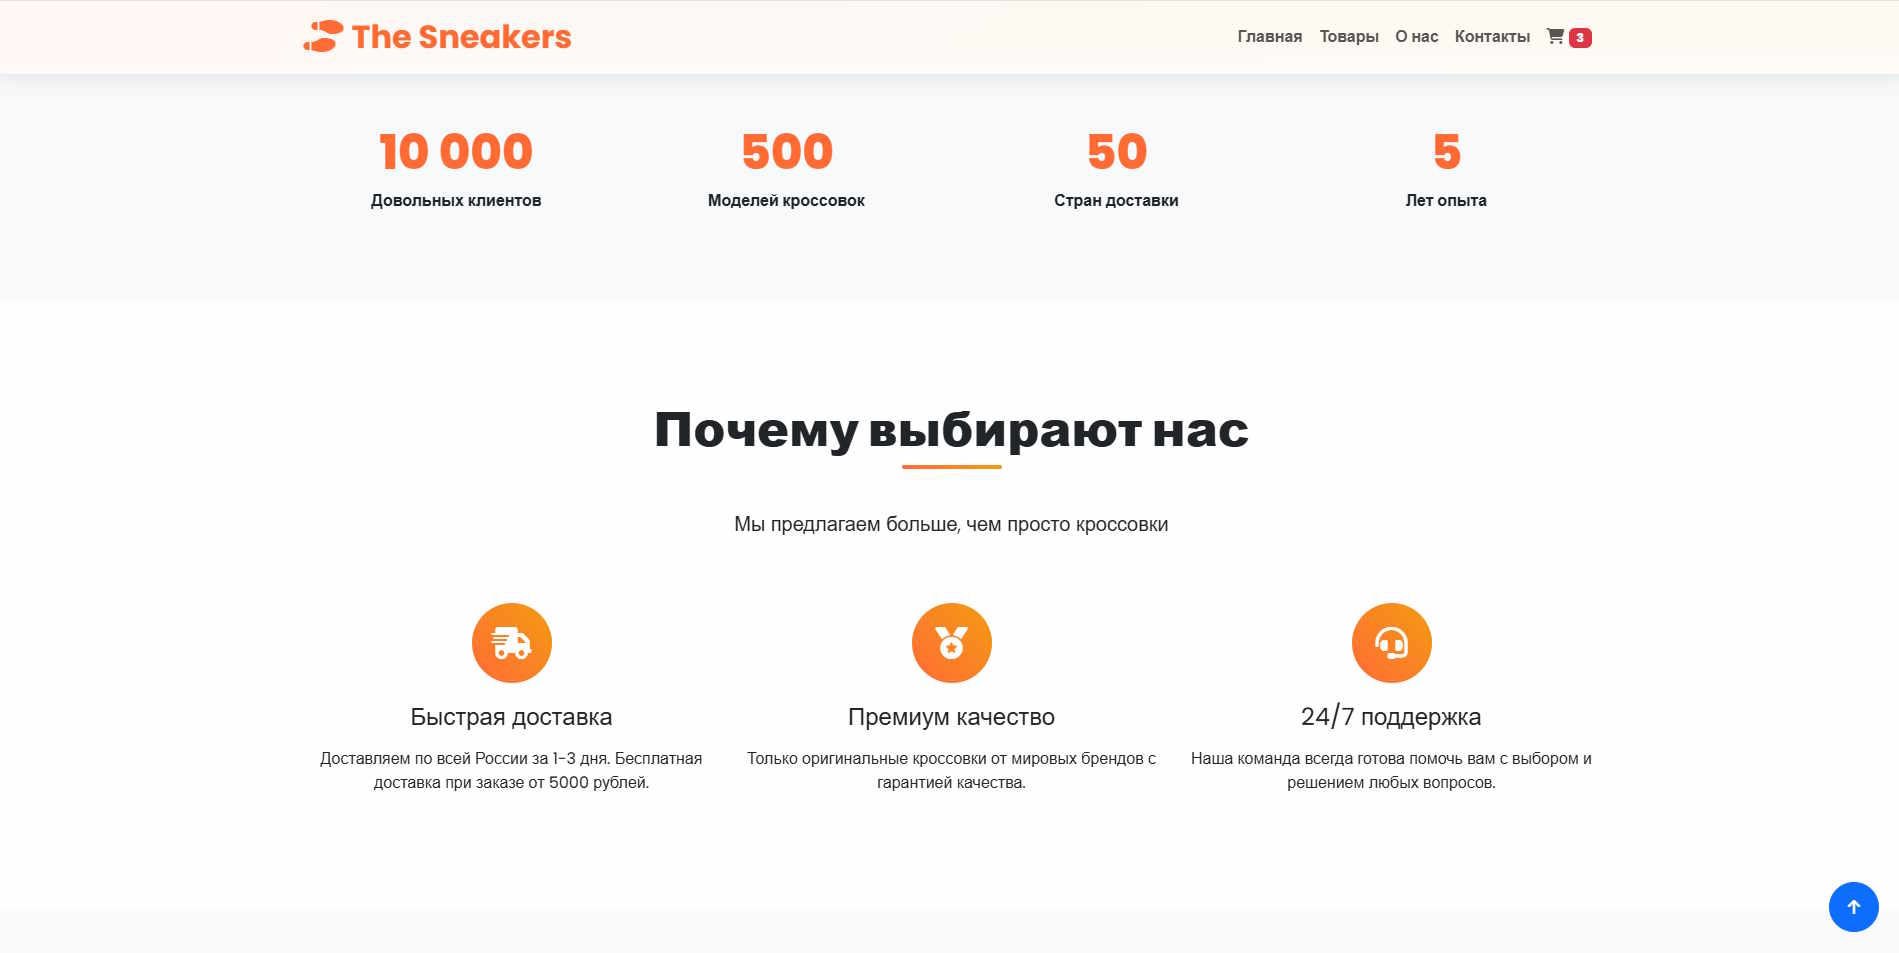 The Sneakers
Главная Товары О нас Контакты 3
10 000 500 50 5
Довольных клиентов Моделей кроссовок Стран доставки Лет опыта
Почему выбирают нас
Мы предлагаем больше, чем просто кроссовки
Быстрая доставка
Доставляем по всей России за 1-3 дня. Бесплатная
доставка при заказе от 5000 рублей.
Премиум качество
Только оригинальные кроссовки от мировых брендов с
гарантией качества.
24/7 поддержка
Наша команда всегда готова помочь вам с выбором и
решением любых вопросов.